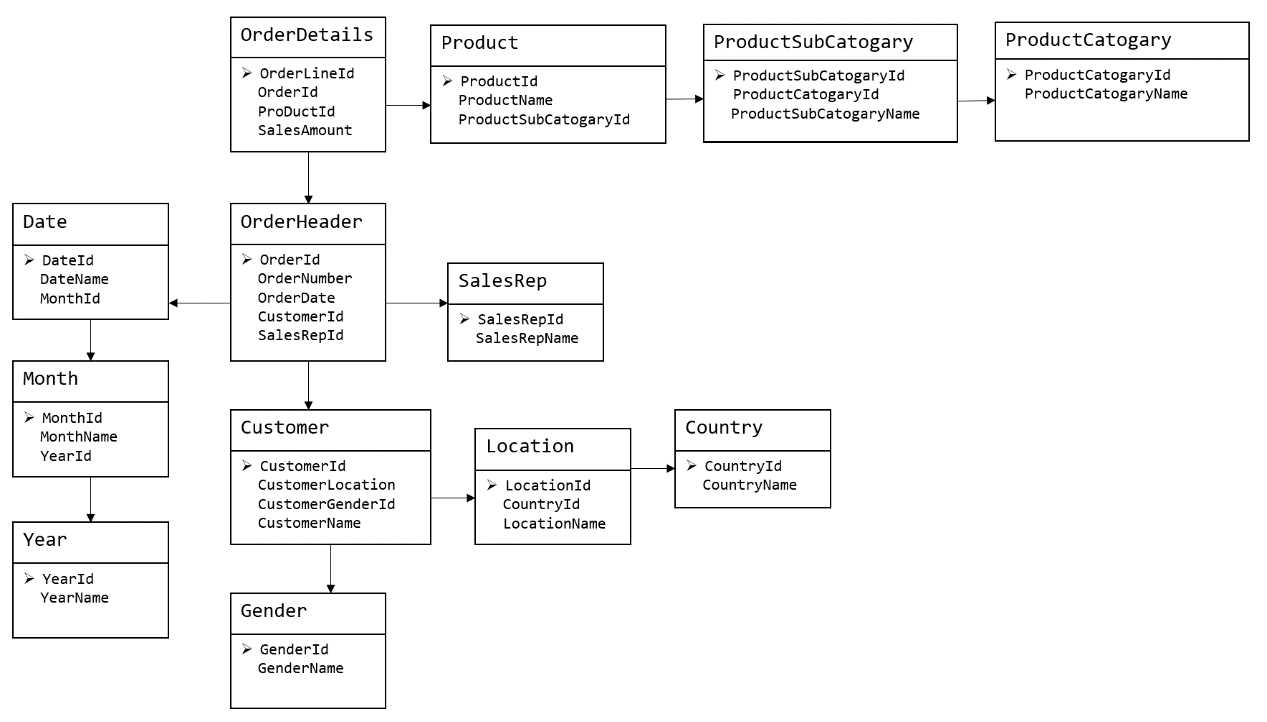 OrderDetails
OrderLineId
OrderId
ProDuctId
SalesAmount
Product
ProductId
ProductName
ProductSubCatogaryId
ProductSubCatogary
ProductSubCatogaryId
ProductCatogaryId
ProductSubCatogaryName
ProductCatogary
ProductCatogaryId
ProductCatogaryName
Date
DateId
DateName
MonthId
OrderHeader
OrderId
OrderNumber
OrderDate
CustomerId
SalesRepId
SalesRep
SalesRepId
SalesRepName
Month
MonthId
MonthName
YearId
Customer
CustomerId
CustomerLocation
CustomerGenderId
CustomerName
Location
LocationId
CountryId
LocationName
Country
CountryId
CountryName
Year
YearId
YearName
Gender
GenderId
GenderName